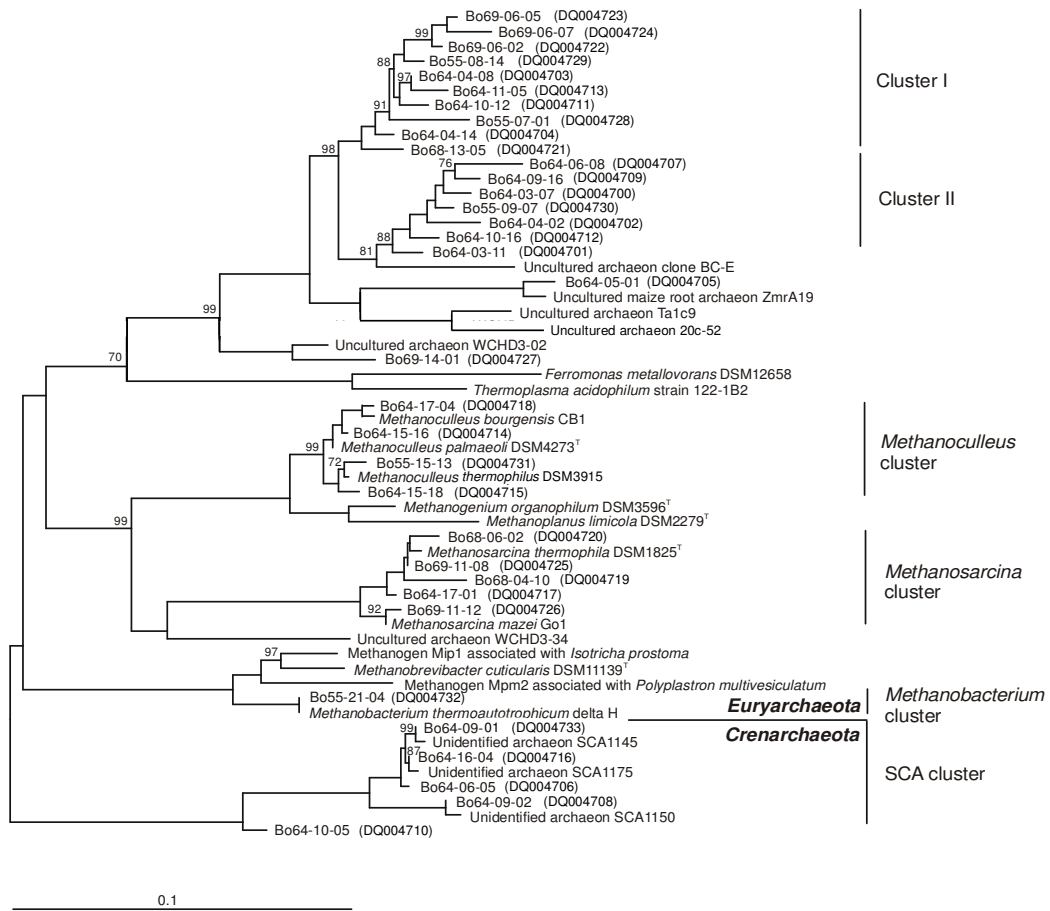 Bo69-06-05 (DQ004723)
Bo69-06-07 (DQ004724)
99
Bo69-06-02 (DQ004722)
Bo55-08-14 (DQ004729)
88
Bo64-04-08 (DQ004703)
97
Bo64-11-05 (DQ004713)
Cluster I
Bo64-10-12 (DQ004711)
91
Bo55-07-01 (DQ004728)
Bo64-04-14 (DQ004704)
98
Bo68-13-05 (DQ004721)
76
Bo64-06-08 (DQ004707)
Bo64-09-16 (DQ004709)
Bo64-03-07 (DQ004700)
Cluster II
Bo55-09-07 (DQ004730)
Bo64-04-02 (DQ004702)
88
Bo64-10-16 (DQ004712)
81
Bo64-03-11 (DQ004701)
Uncultured archaeon clone BC-E
Bo64-05-01 (DQ004705)
Uncultured maize root archaeon ZmrA19
99
Uncultured archaeon Ta1c9
Uncultured archaeon 20c-52
Uncultured archaeon WCHD3-02
70
Bo69-14-01 (DQ004727)
Ferromonas metallovorans DSM12658
Thermoplasma acidophilum strain 122-1B2
Bo64-17-04 (DQ004718)
Methanoculleus bourgensis CB1
Bo64-15-16 (DQ004714)
99
Methanoculleus palmaeoli DSM4273T
Methanoculleus
cluster
72
Bo55-15-13 (DQ004731)
Methanoculleus thermophilus DSM3915
Bo64-15-18 (DQ004715)
Methanogenium organophilum DSM3596T
99
Methanoplanus limicola DSM2279T
Bo68-06-02 (DQ004720)
Methanosarcina thermophila DSM1825T
Bo69-11-08 (DQ004725)
Methanosarcina
cluster
Bo68-04-10 (DQ004719
Bo64-17-01 (DQ004717)
92
Bo69-11-12 (DQ004726)
Methanosarcina mazei Go1
Uncultured archaeon WCHD3-34
97
Methanogen Mip1 associated with Isotricha prostoma
Methanobrevibacter cuticularis DSM11139T
Methanogen Mpm2 associated with Polyplastron multivesiculatum
Bo55-21-04 (DQ004732)
Methanobacterium
cluster
Euryarchaeota
Methanobacterium thermoautotrophicum delta H
99
Bo64-09-01 (DQ004733)
Crenarchaeota
Unidentified archaeon SCA1145
87
Bo64-16-04 (DQ004716)
Unidentified archaeon SCA1175
SCA cluster
Bo64-06-05 (DQ004706)
Bo64-09-02 (DQ004708)
Unidentified archaeon SCA1150
Bo64-10-05 (DQ004710)
0.1